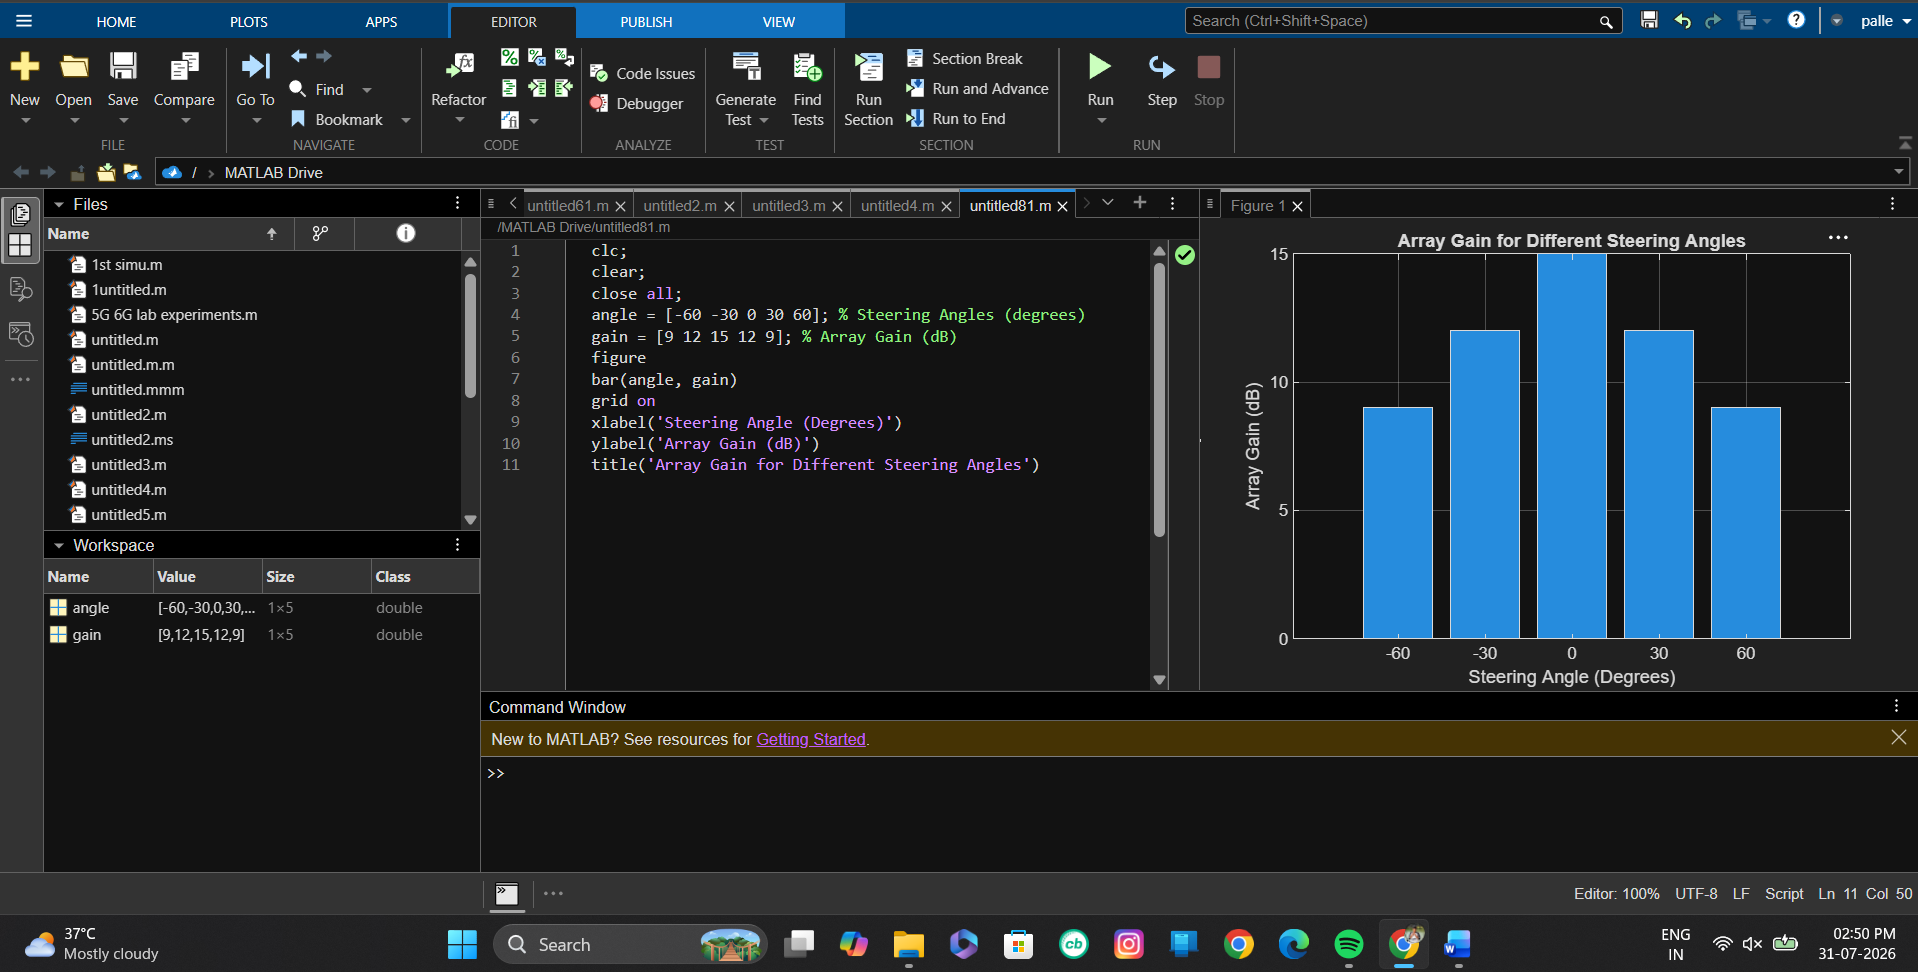 HOME PLOTS APPS EDITOR PUBLISH VIEW Search (Ctrl+Shift+Space) palle
New Open Save Compare Go To Find Bookmark Refactor Code Issues Debugger Generate Test Find Tests Run Section Section Break Run and Advance Run to End Run Step Stop
FILE NAVIGATE CODE ANALYZE TEST SECTION RUN
/ › MATLAB Drive
Files
Name
1st simu.m
1untitled.m
5G 6G lab experiments.m
untitled.m
untitled.m.m
untitled.mmm
untitled2.m
untitled2.ms
untitled3.m
untitled4.m
untitled5.m
Workspace
Name Value Size Class
angle [-60,-30,0,30,... 1×5 double
gain [9,12,15,12,9] 1×5 double
untitled61.m untitled2.m untitled3.m untitled4.m untitled81.m
/MATLAB Drive/untitled81.m
1 clc;
2 clear;
3 close all;
4 angle = [-60 -30 0 30 60]; % Steering Angles (degrees)
5 gain = [9 12 15 12 9]; % Array Gain (dB)
6 figure
7 bar(angle, gain)
8 grid on
9 xlabel('Steering Angle (Degrees)')
10 ylabel('Array Gain (dB)')
11 title('Array Gain for Different Steering Angles')
Figure 1
Array Gain for Different Steering Angles
15
10
5
0
Array Gain (dB)
-60 -30 0 30 60
Steering Angle (Degrees)
Command Window
New to MATLAB? See resources for Getting Started.
>>
Editor: 100% UTF-8 LF Script Ln 11 Col 50
37°C
Mostly cloudy
Search
ENG
IN
02:50 PM
31-07-2026